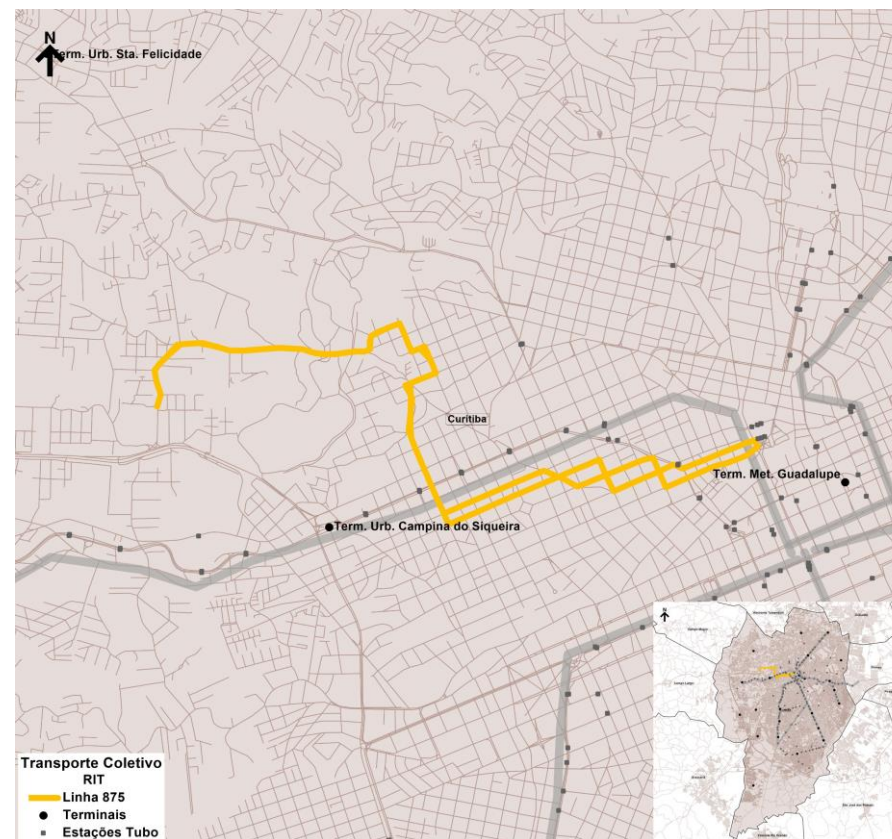 N
Term. Urb. Sta. Felicidade
Curitiba
Term. Met. Guadalupe
Term. Urb. Campina do Siqueira
Transporte Coletivo
RIT
Linha 875
Terminais
Estações Tubo
N